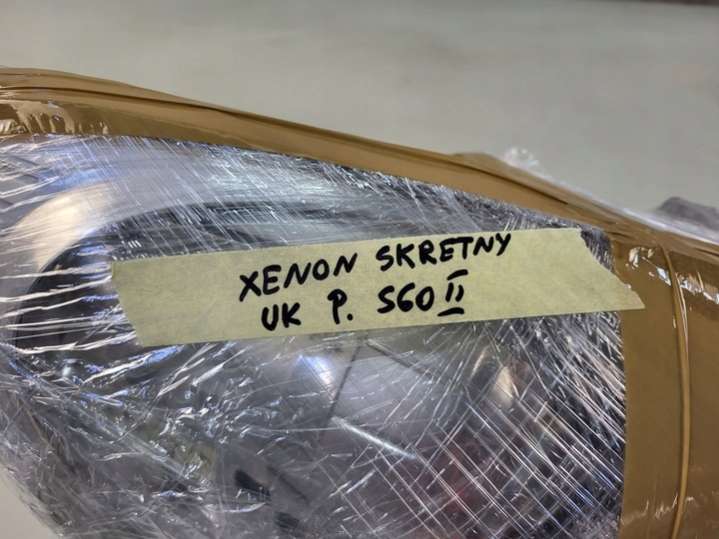 XENON SKRETNY
UK P. S60 II